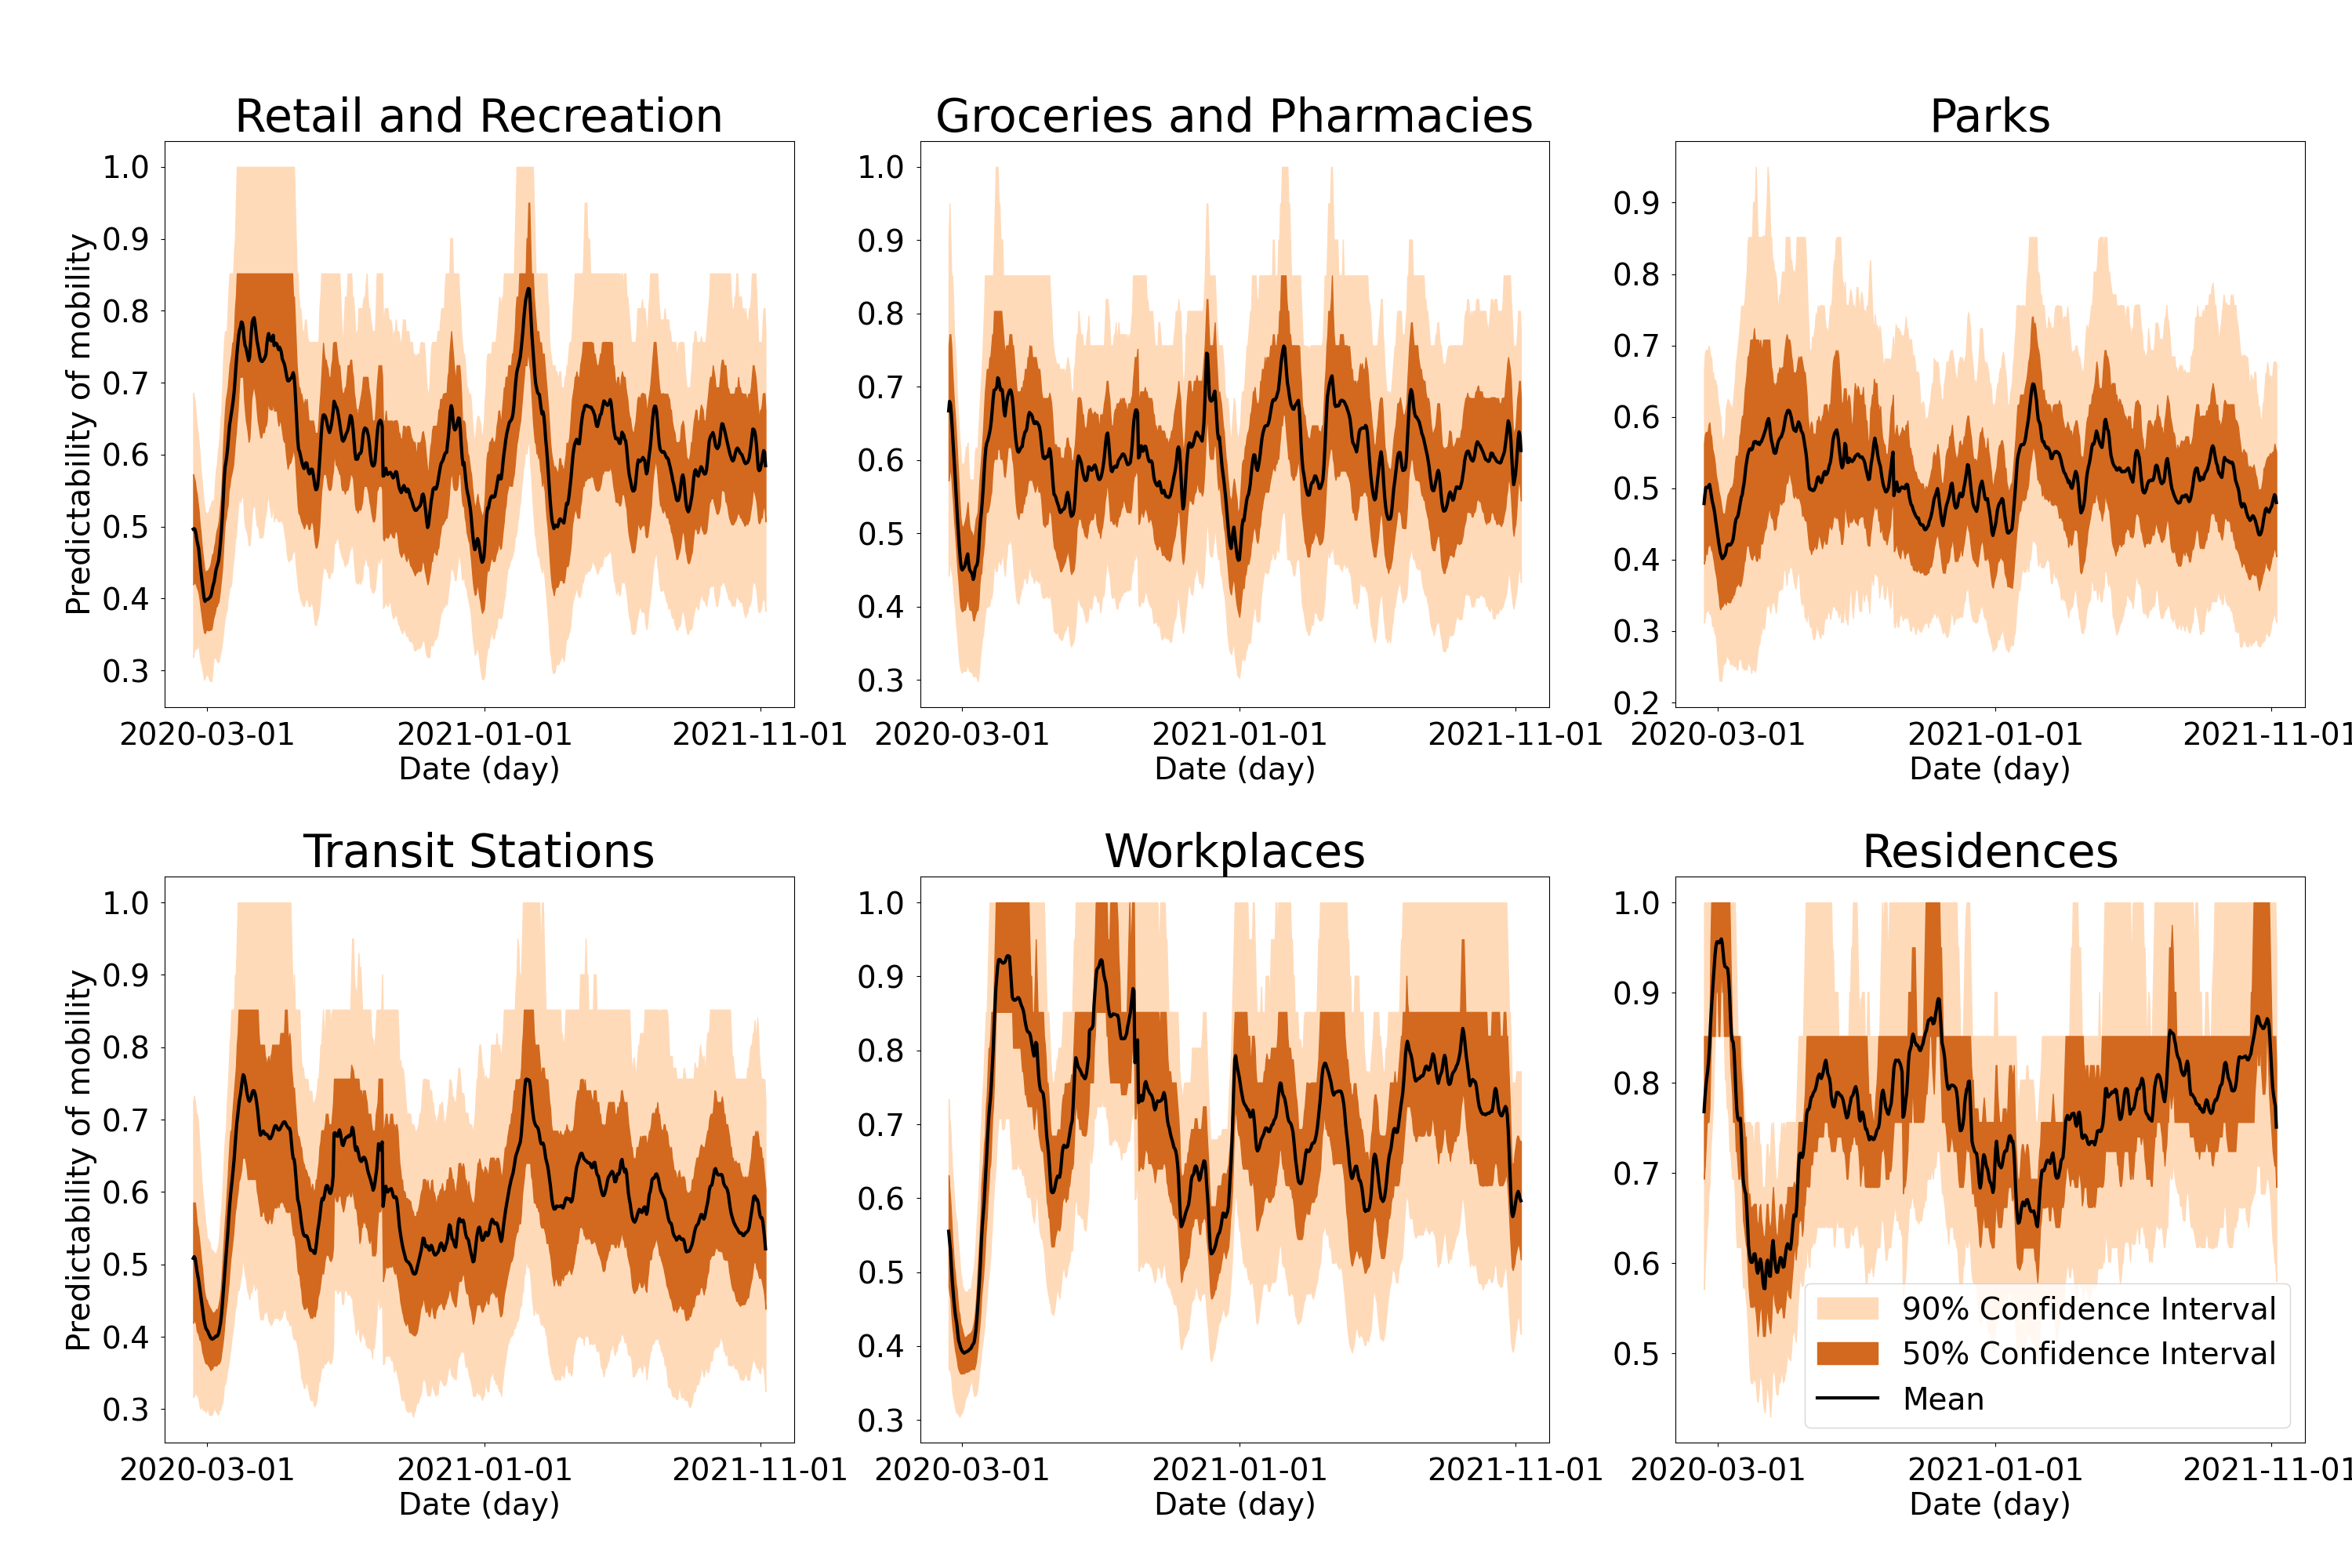 Retail and Recreation
Groceries and Pharmacies
Parks
Predictability of mobility
1.0
0.9
0.8
0.7
0.6
0.5
0.4
0.3
1.0
0.9
0.8
0.7
0.6
0.5
0.4
0.3
0.9
0.8
0.7
0.6
0.5
0.4
0.3
0.2
2020-03-01 2021-01-01 2021-11-01
2020-03-01 2021-01-01 2021-11-01
2020-03-01 2021-01-01 2021-11-01
Date (day)
Date (day)
Date (day)
Transit Stations
Workplaces
Residences
Predictability of mobility
1.0
0.9
0.8
0.7
0.6
0.5
0.4
0.3
1.0
0.9
0.8
0.7
0.6
0.5
0.4
0.3
1.0
0.9
0.8
0.7
0.6
0.5
90% Confidence Interval
50% Confidence Interval
Mean
2020-03-01 2021-01-01 2021-11-01
2020-03-01 2021-01-01 2021-11-01
2020-03-01 2021-01-01 2021-11-01
Date (day)
Date (day)
Date (day)